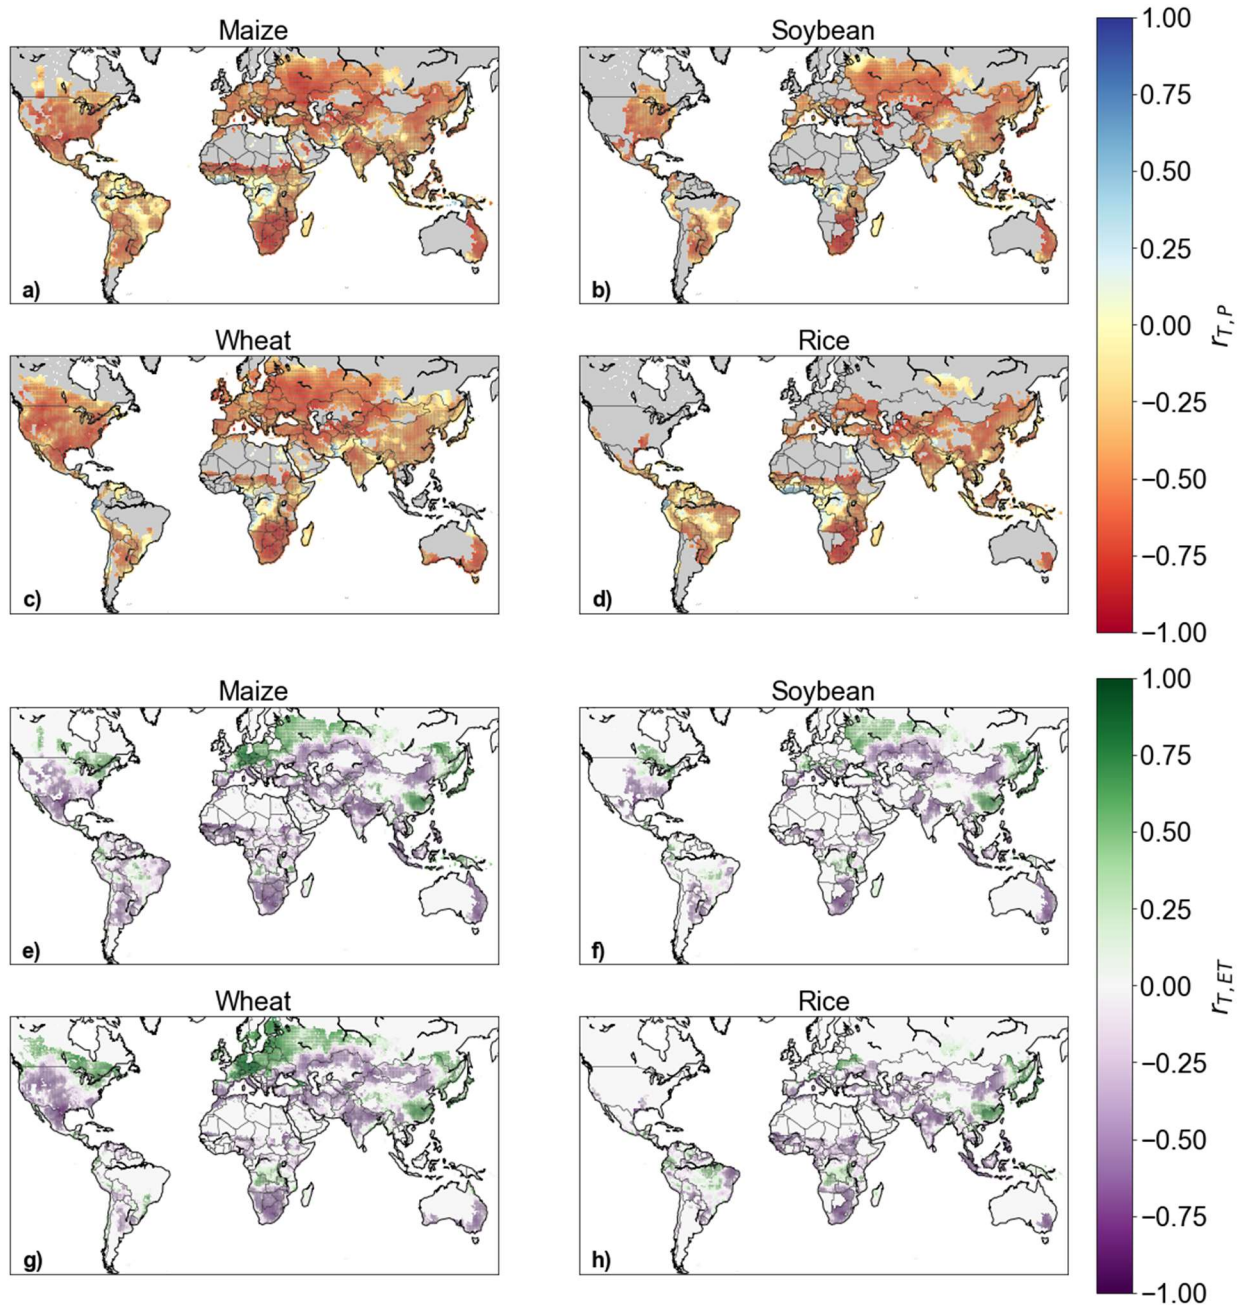 Maize
Soybean
a)
b)
Wheat
Rice
c)
d)
1.00
0.75
0.50
0.25
0.00
−0.25
−0.50
−0.75
−1.00
r_{T,P}
Maize
Soybean
e)
f)
Wheat
Rice
g)
h)
1.00
0.75
0.50
0.25
0.00
−0.25
−0.50
−0.75
−1.00
r_{T,ET}